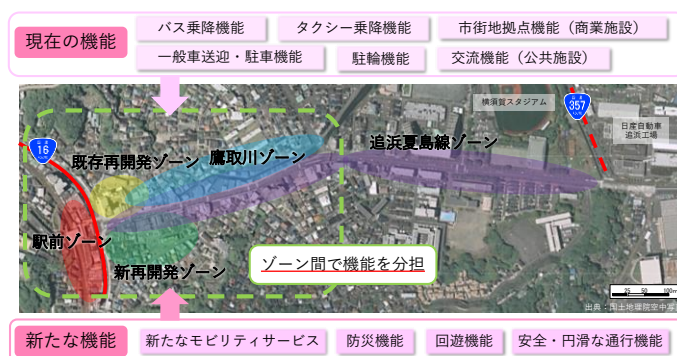 現在の機能
バス乗降機能
タクシー乗降機能
市街地拠点機能（商業施設）
一般車送迎・駐車機能
駐輪機能
交流機能（公共施設）
横須賀スタジアム
357
日産自動車
追浜工場
16
追浜夏島線ゾーン
既存再開発ゾーン
鷹取川ゾーン
駅前ゾーン
新再開発ゾーン
ゾーン間で機能を分担
25 50 100m
出典：国土地理院空中写
新たな機能
新たなモビリティサービス
防災機能
回遊機能
安全・円滑な通行機能